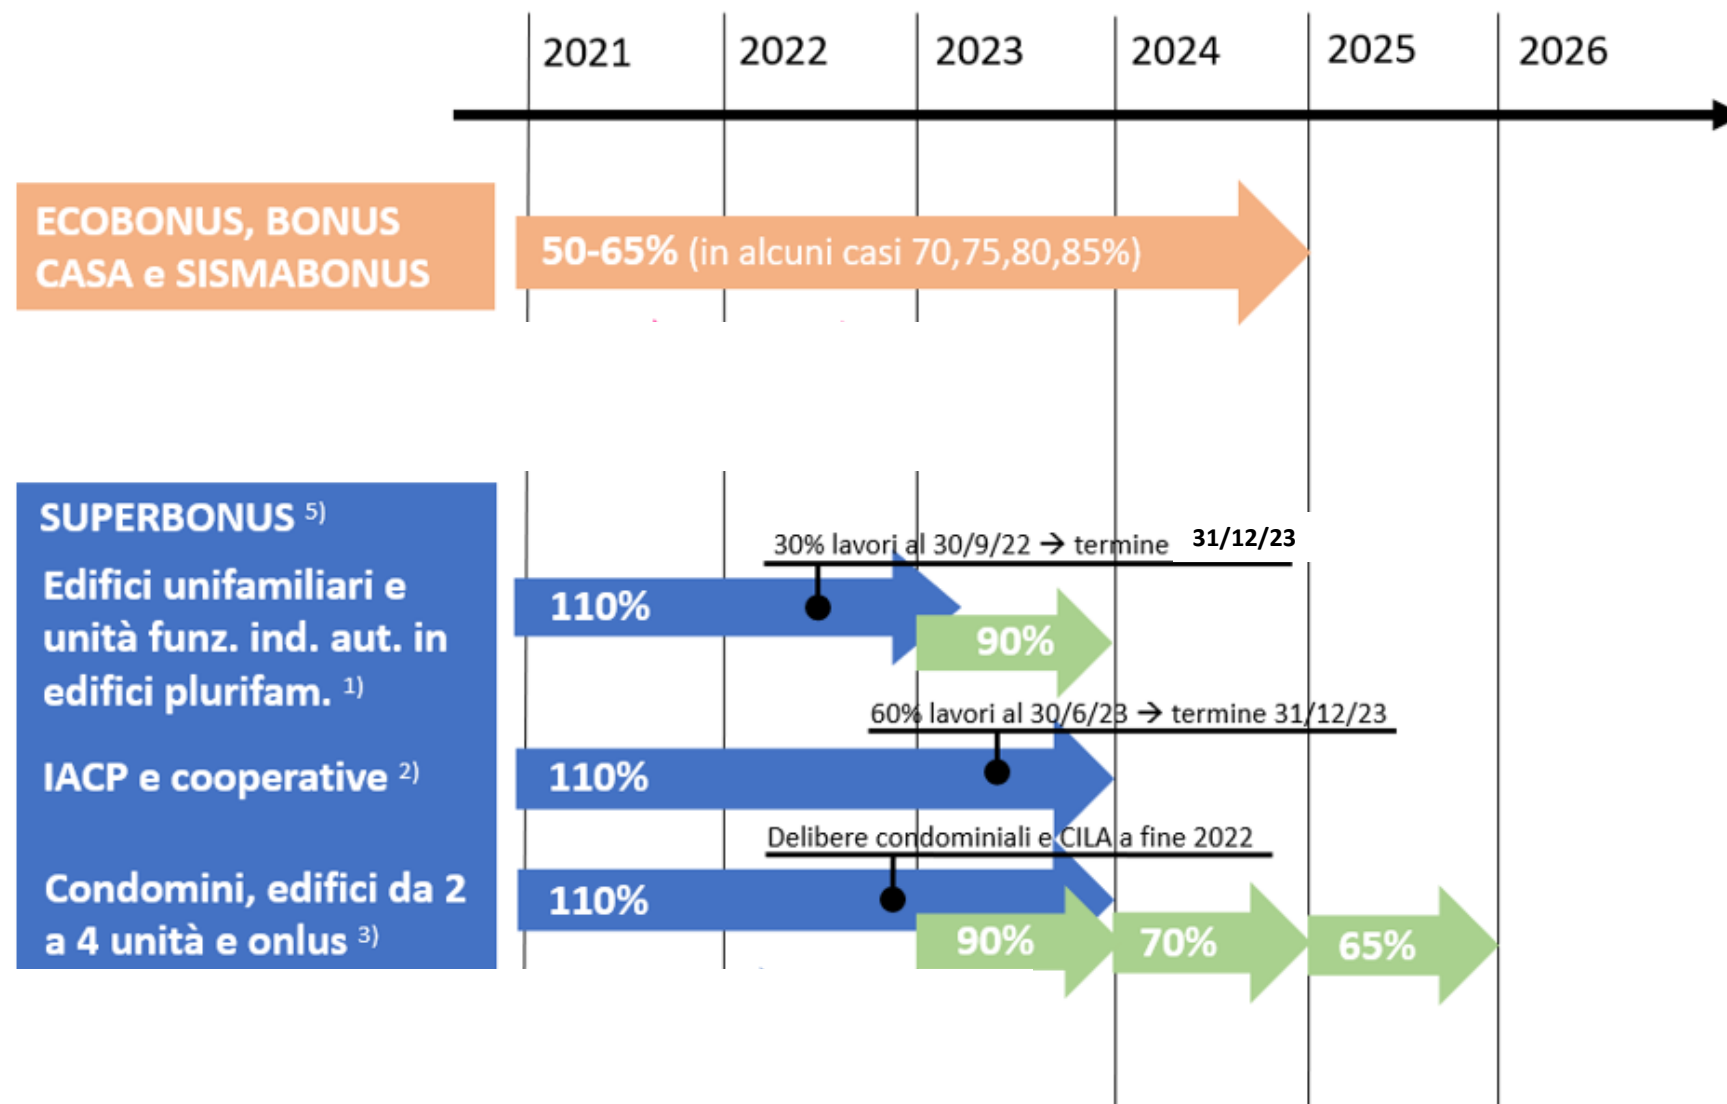 2021 2022 2023 2024 2025 2026
ECOBONUS, BONUS
CASA e SISMABONUS
50-65% (in alcuni casi 70,75,80,85%)
SUPERBONUS 5)
30% lavori al 30/9/22 → termine 31/12/23
Edifici unifamiliari e
unità funz. ind. aut. in
edifici plurifam. 1)
110%
90%
60% lavori al 30/6/23 → termine 31/12/23
IACP e cooperative 2)
110%
Delibere condominiali e CILA a fine 2022
Condomini, edifici da 2
a 4 unità e onlus 3)
110%
90% 70% 65%